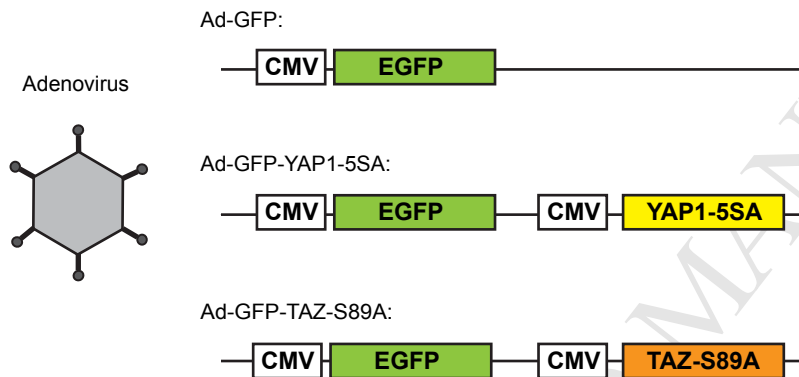 Ad-GFP:
CMV EGFP
Adenovirus
Ad-GFP-YAP1-5SA:
CMV EGFP CMV YAP1-5SA
Ad-GFP-TAZ-S89A:
CMV EGFP CMV TAZ-S89A